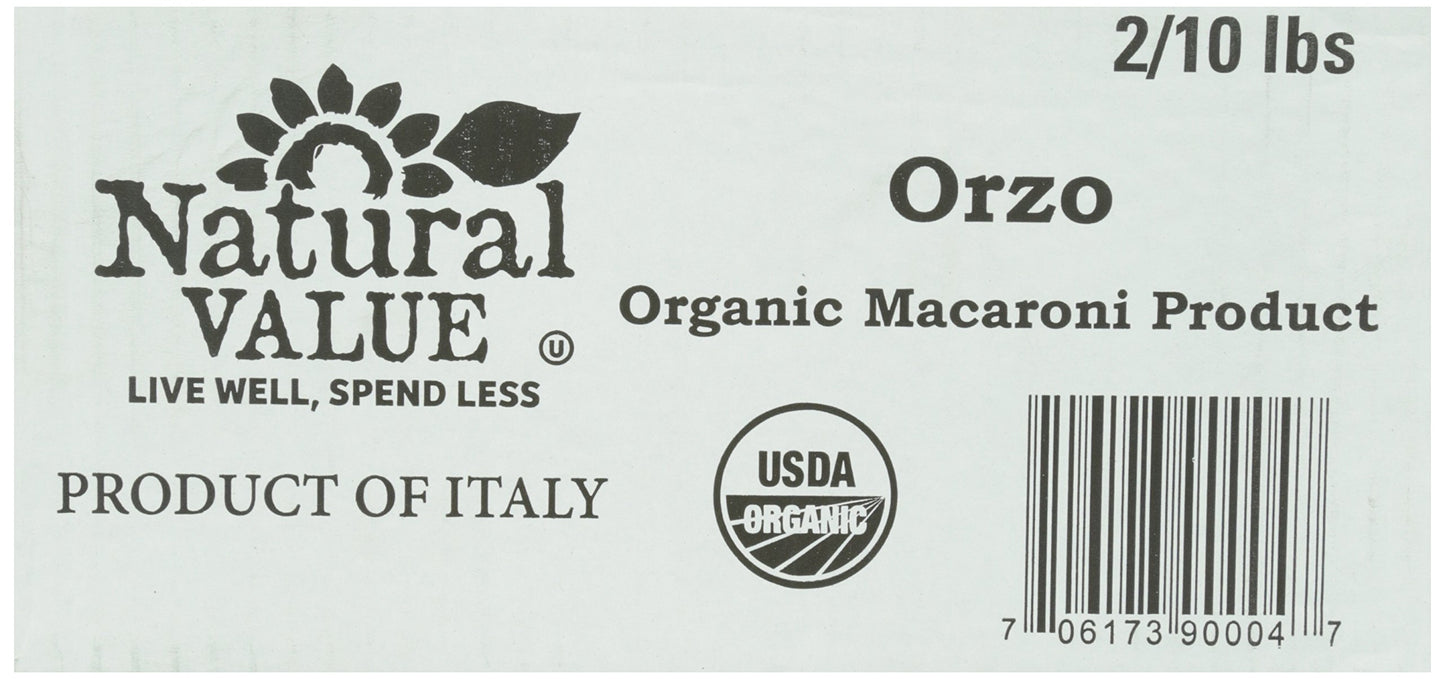 2/10 lbs
Natural
VALUE
U
LIVE WELL, SPEND LESS
PRODUCT OF ITALY
Orzo
Organic Macaroni Product
USDA
ORGANIC
7 06173 90004 7